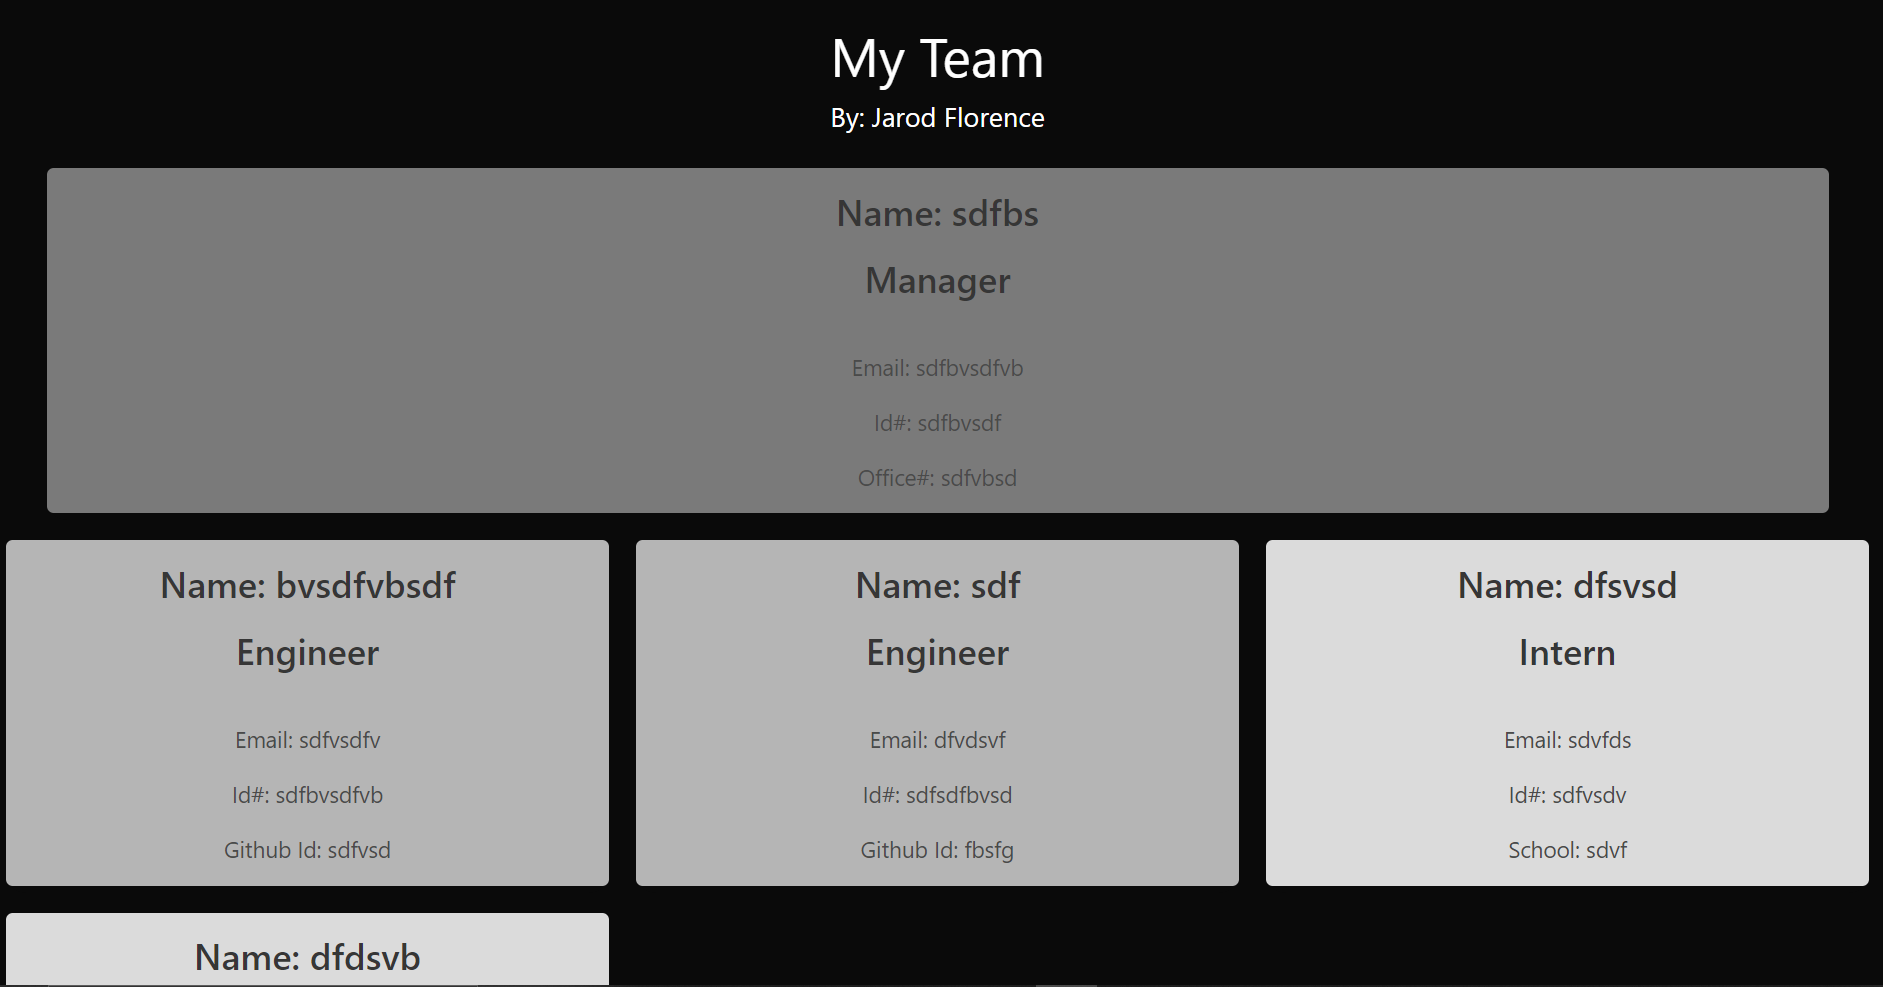 My Team
By: Jarod Florence
Name: sdfbs
Manager
Email: sdfbvsdfvb
Id#: sdfbvsdf
Office#: sdfvbsd
Name: bvsdfvbsdf
Engineer
Email: sdfvsdfv
Id#: sdfbvsdfvb
Github Id: sdfvsd
Name: sdf
Engineer
Email: dfvdsvf
Id#: sdfsdfbvsd
Github Id: fbsfg
Name: dfsvsd
Intern
Email: sdvfds
Id#: sdfvsdv
School: sdvf
Name: dfdsvb